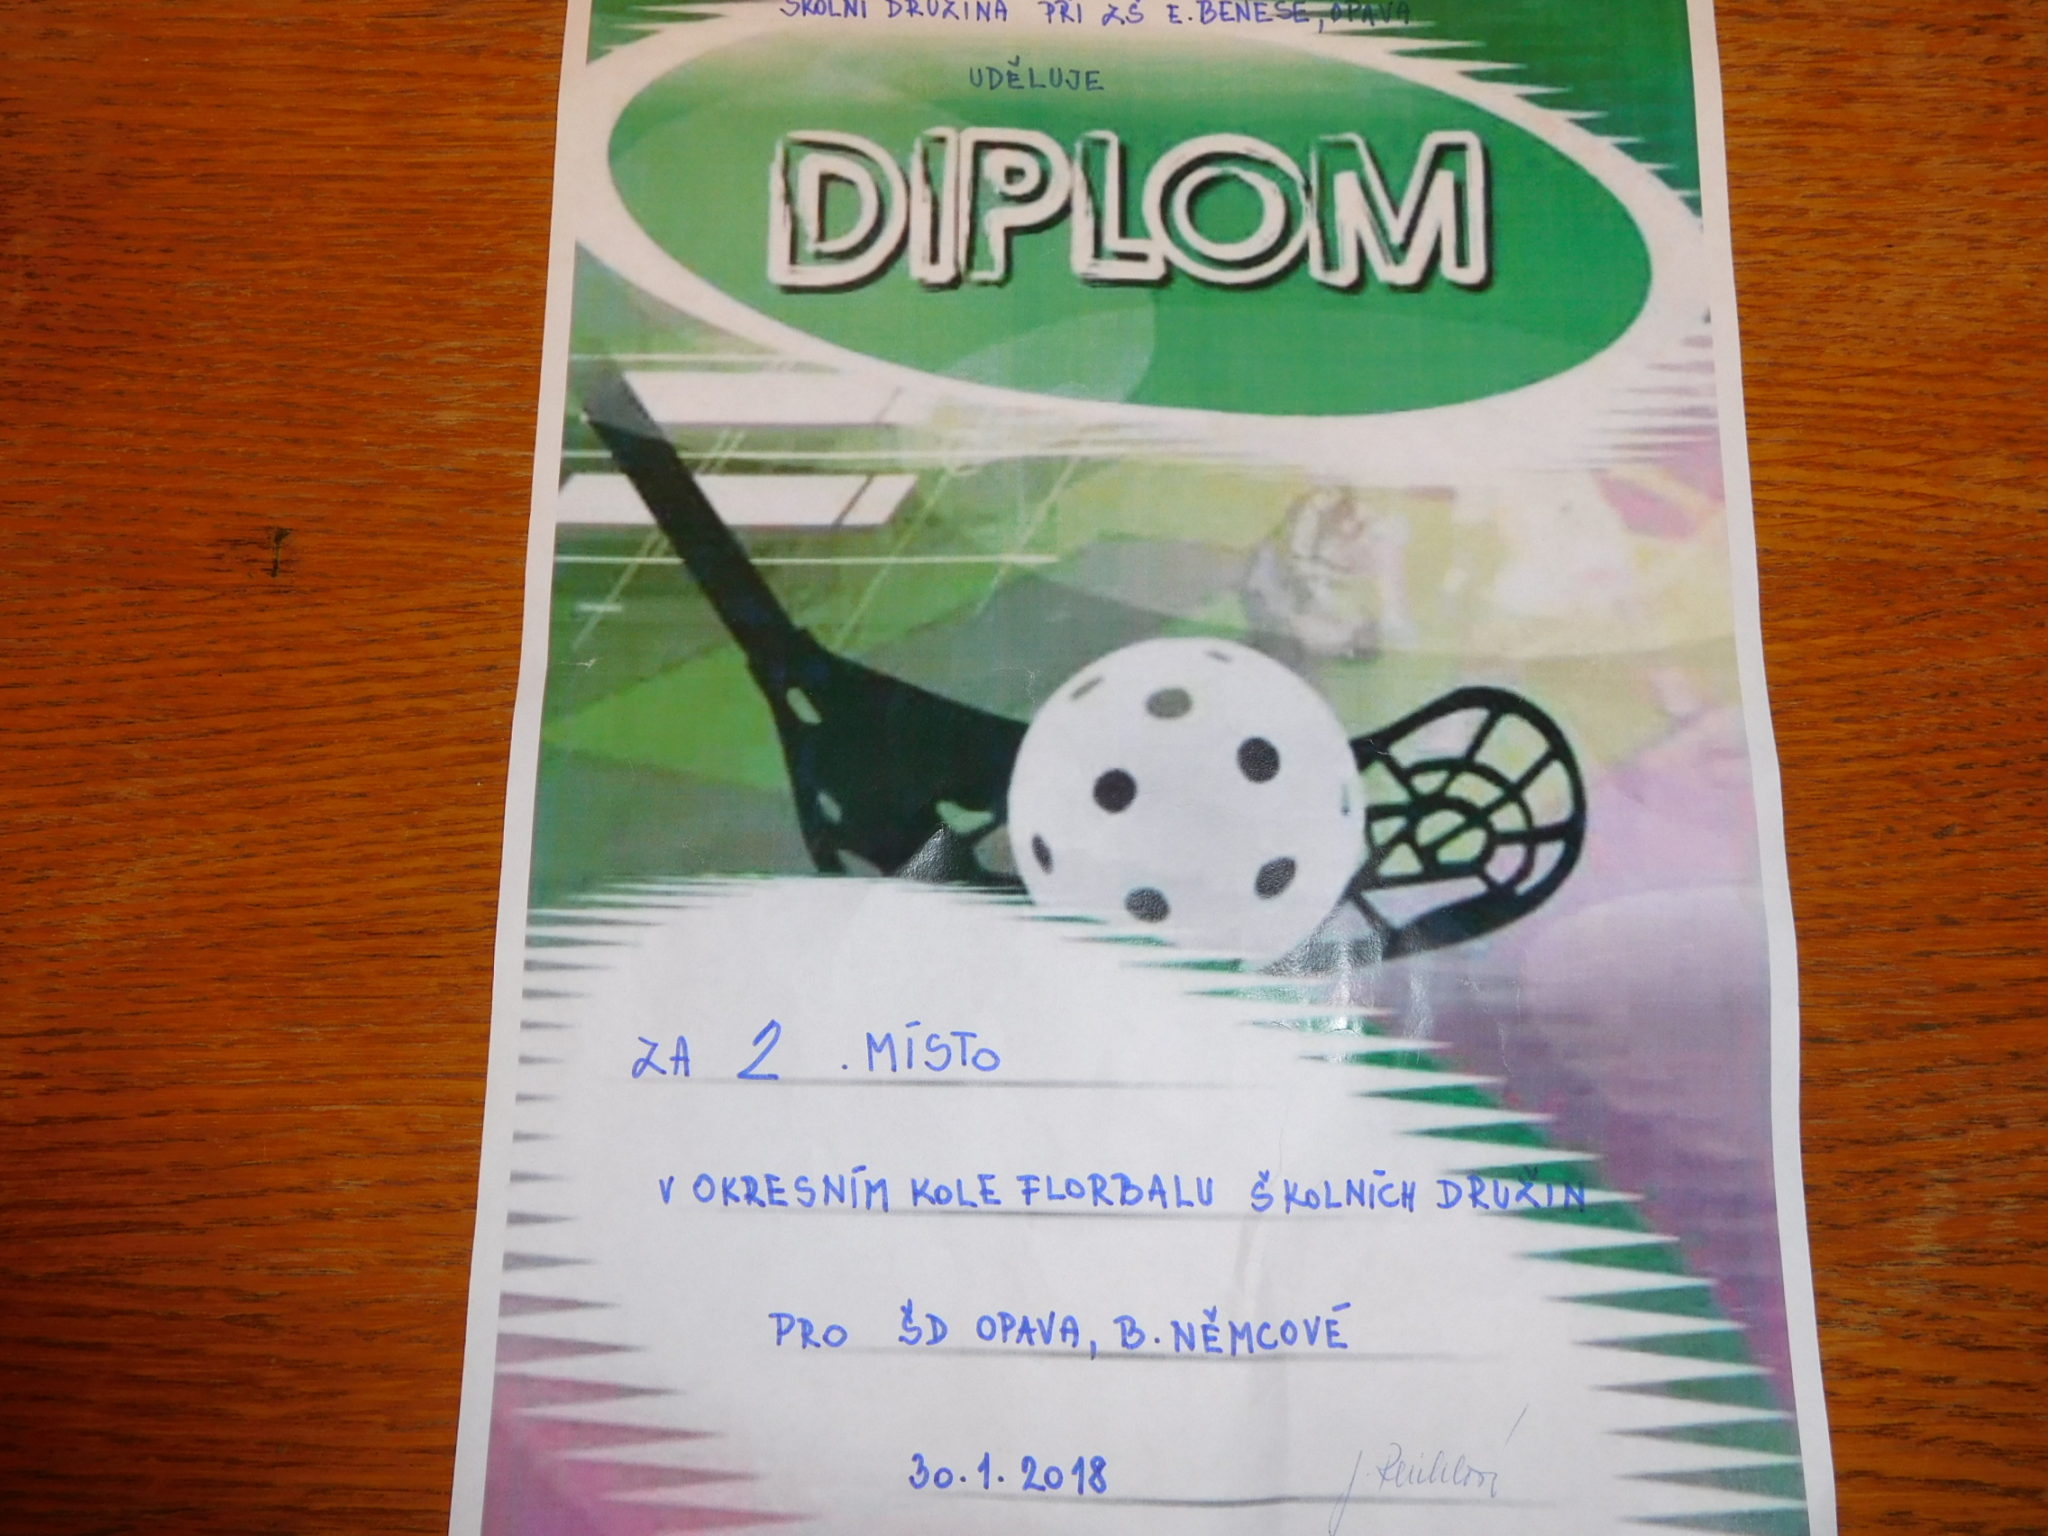 ŠKOLNÍ DRUŽINA PŘI ZŠ E. BENEŠE, OPAVA
UDĚLUJE
DIPLOM
ZA 2. MÍSTO
V OKRESNÍM KOLE FLORBALU ŠKOLNÍCH DRUŽIN
PRO ŠD OPAVA, B. NĚMCOVÉ
30.1.2018